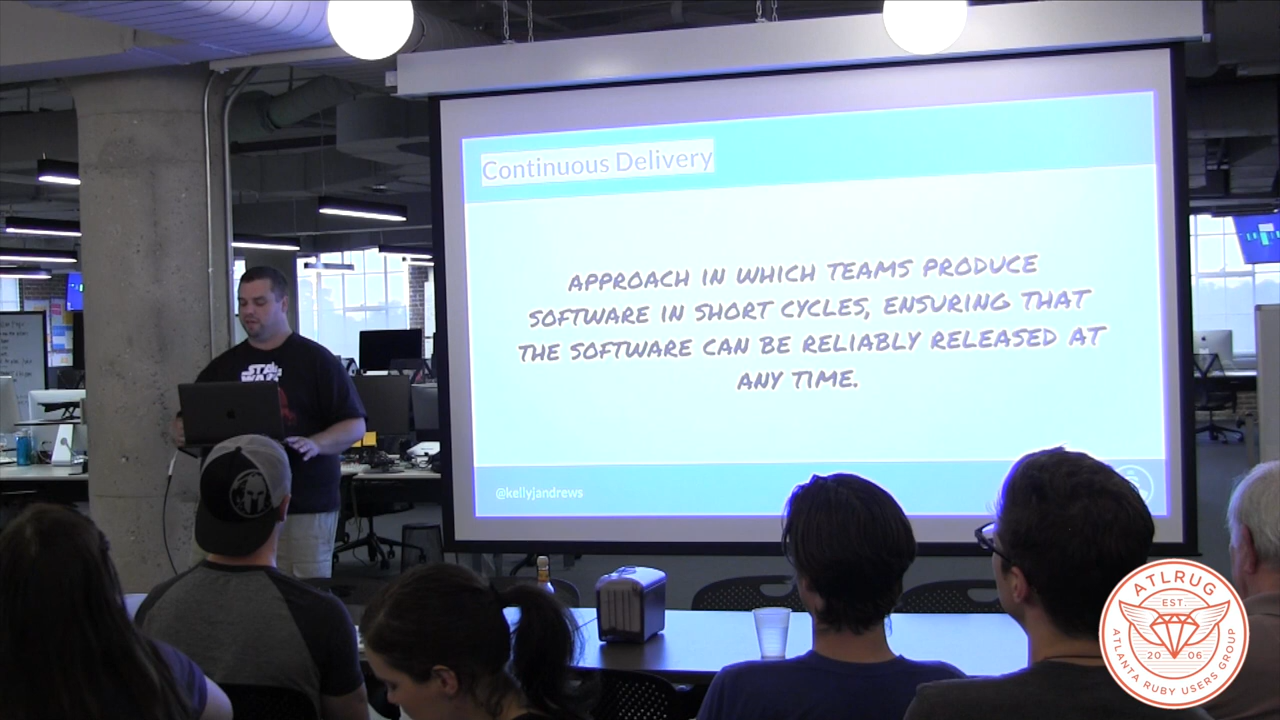 Continuous Delivery
APPROACH IN WHICH TEAMS PRODUCE
SOFTWARE IN SHORT CYCLES, ENSURING THAT
THE SOFTWARE CAN BE RELIABLY RELEASED AT
ANY TIME.
@kellyjandrews
STAR
WARS
ATLRUG
EST.
20 06
ATLANTA RUBY USERS GROUP